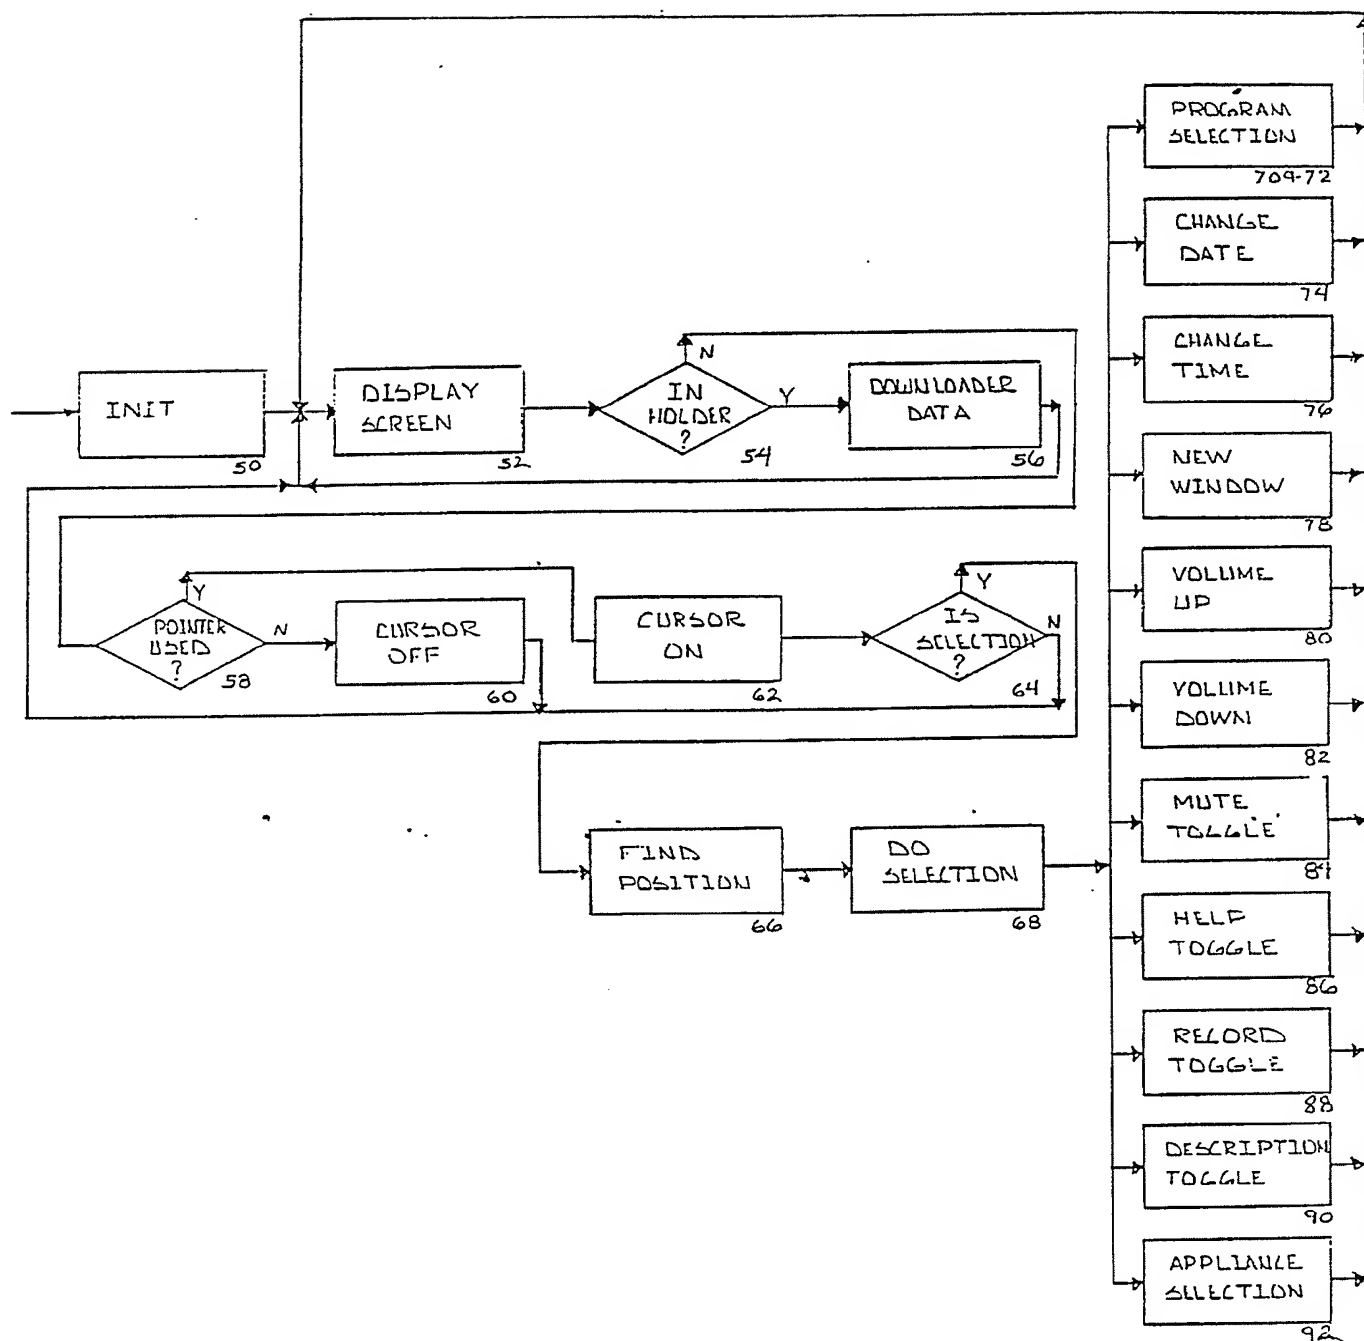 PROGRAM
SELECTION
709-72
CHANGE
DATE
74
CHANGE
TIME
76
INIT
50
DISPLAY
SCREEN
52
IN
HOLDER
?
54
N
Y
DOWNLOADER
DATA
56
NEW
WINDOW
78
POINTER
USED
?
58
Y
N
CURSOR
OFF
60
CURSOR
ON
62
IS
SELECTION
?
64
Y
N
VOLUME
UP
80
VOLUME
DOWN
82
FIND
POSITION
66
DO
SELECTION
68
MUTE
TOGGLE
84
HELP
TOGGLE
86
RECORD
TOGGLE
88
DESCRIPTION
TOGGLE
90
APPLIANCE
SELECTION
92